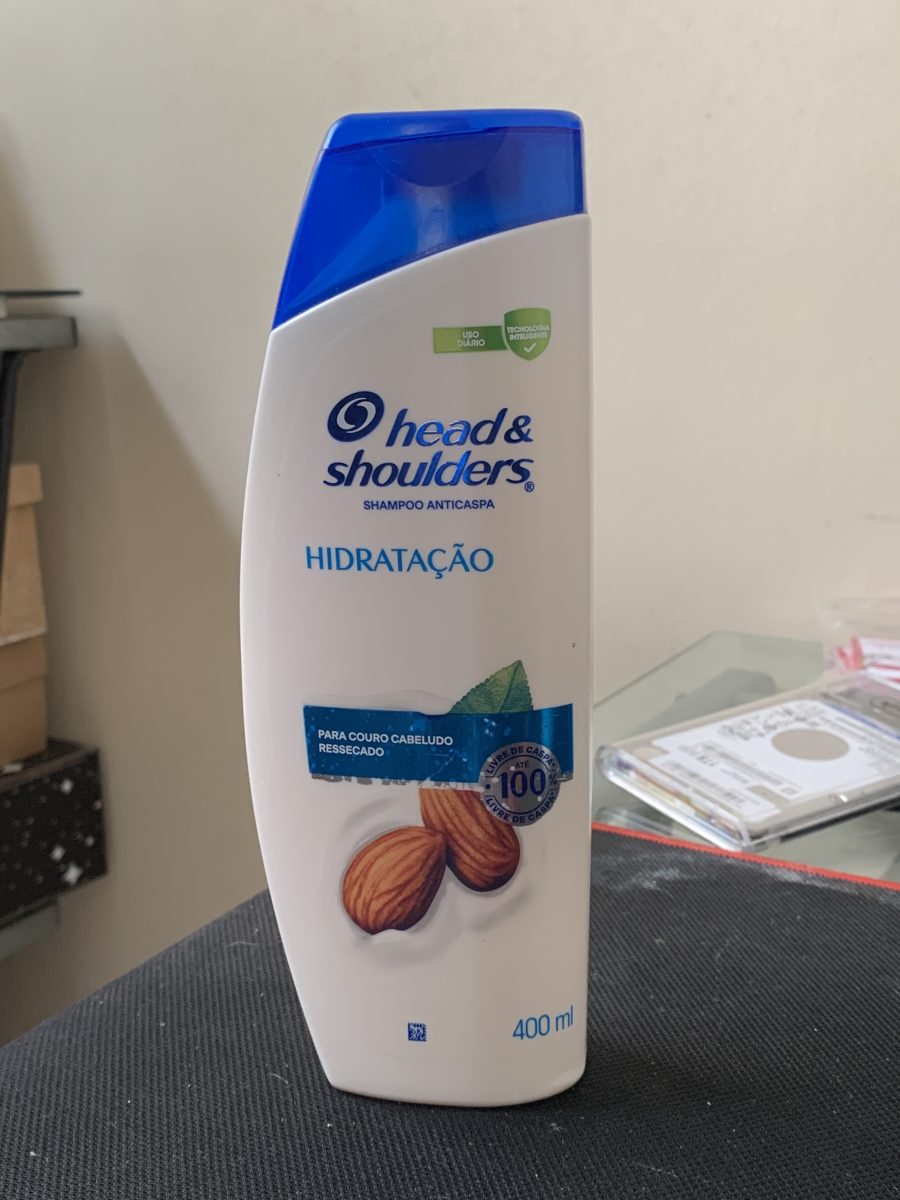 USO
DIÁRIO
TECNOLOGIA
INTELIGENTE
head &
shoulders®
SHAMPOO ANTICASPA
HIDRATAÇÃO
PARA COURO CABELUDO
RESSECADO
LIVRE DE CASPA
ATÉ
100%
LIVRE DE CASPA
400 ml